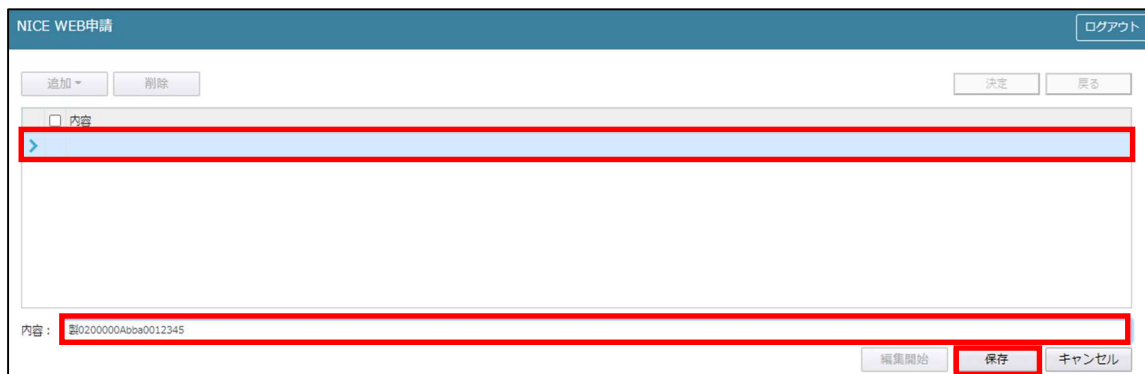 NICE WEB申請 ログアウト
追加 削除 決定 戻る
内容
内容： 製0200000Abba0012345
編集開始 保存 キャンセル